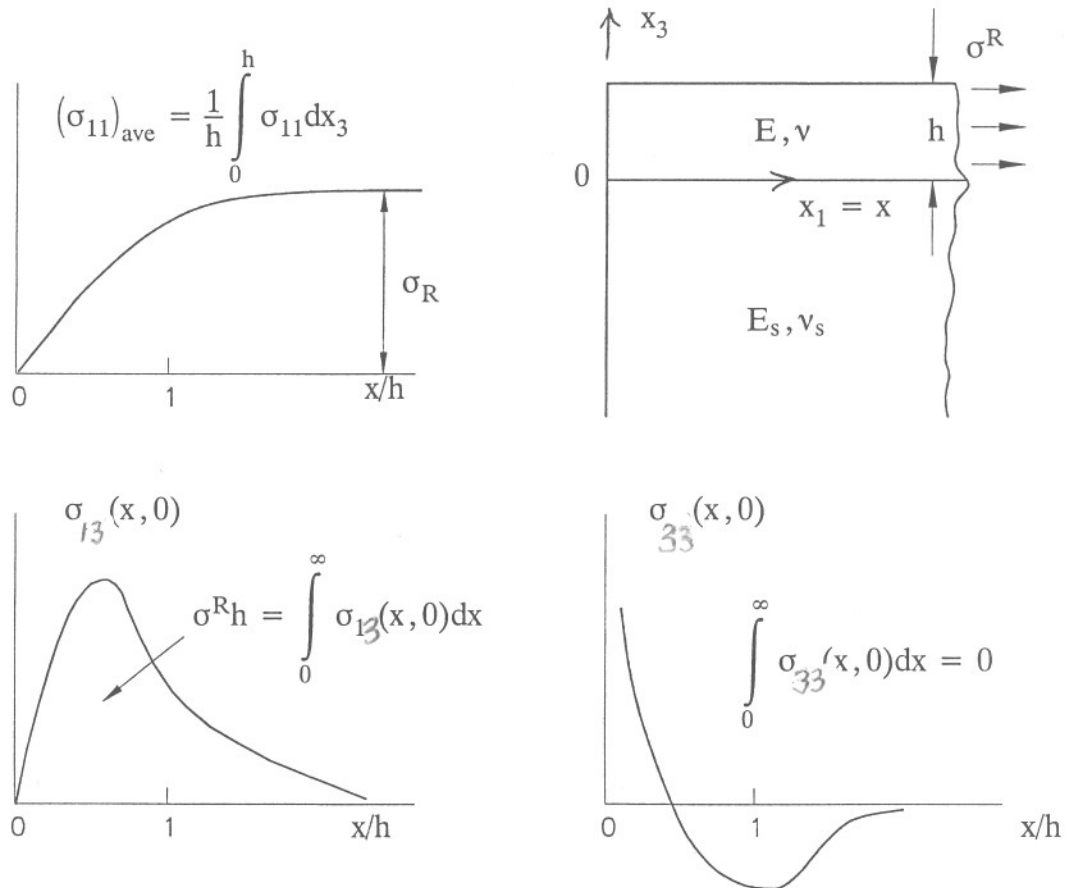 (σ₁₁)ₐᵥₑ = 1/h ∫₀ʰ σ₁₁dx₃
σ_R
0 1 x/h
x₃
σᴿ
E, ν h
0
x₁ = x
Eₛ, νₛ
σ₁₃(x, 0)
σᴿh = ∫₀^∞ σ₁₃(x, 0)dx
0 1 x/h
σ₃₃(x, 0)
∫₀^∞ σ₃₃(x, 0)dx = 0
0 1 x/h